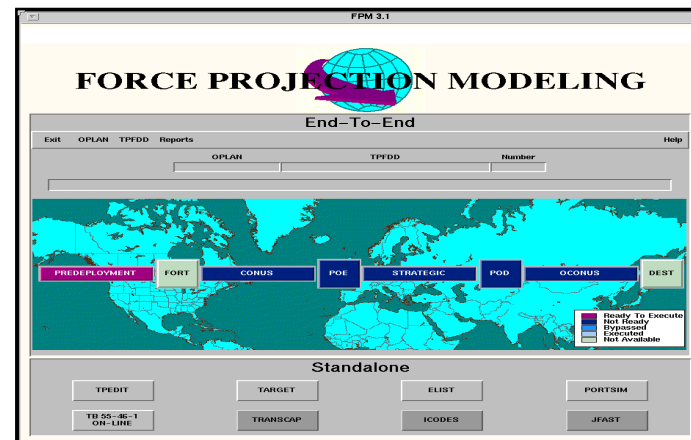 FPM 3.1
FORCE PROJECTION MODELING
End-To-End
Exit OPLAN TPFDD Reports Help
OPLAN TPFDD Number
PREDEPLOYMENT FORT CONUS POE STRATEGIC POD OCONUS DEST
Ready To Execute
Not Ready
Bypassed
Executed
Not Available
Standalone
TPEDIT TARGET ELIST PORTSIM
TB 55-46-1
ON-LINE
TRANSCAP ICODES JFAST